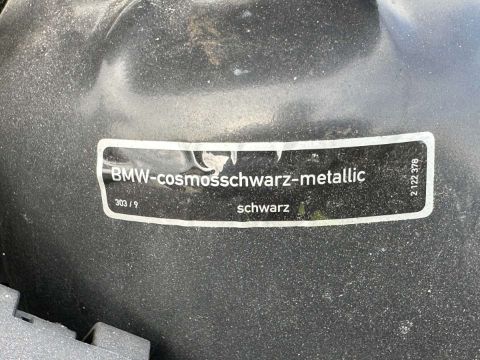 BMW-cosmosschwarz-metallic
303 / 9
schwarz
2 122 378